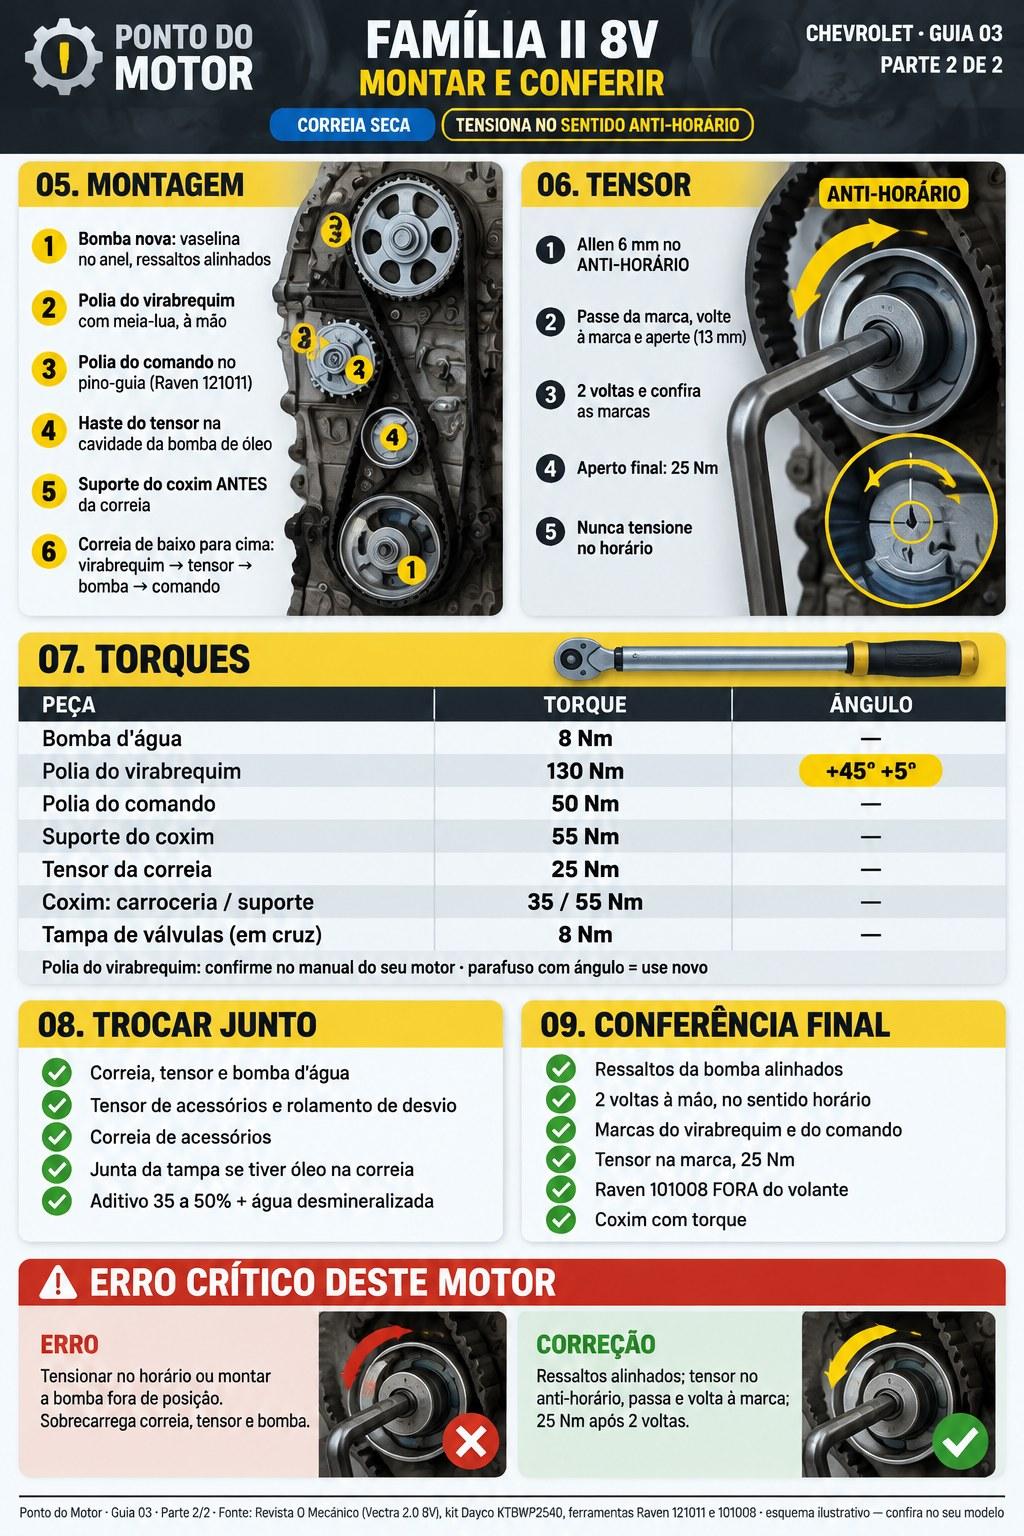 PONTO DO
MOTOR
FAMÍLIA II 8V
MONTAR E CONFERIR
CHEVROLET · GUIA 03
PARTE 2 DE 2
CORREIA SECA
TENSIONA NO SENTIDO ANTI-HORÁRIO
05. MONTAGEM
1 Bomba nova: vaselina
no anel, ressaltos alinhados
2 Polia do virabrequim
com meia-lua, à mão
3 Polia do comando no
pino-guia (Raven 121011)
4 Haste do tensor na
cavidade da bomba de óleo
5 Suporte do coxim ANTES
da correia
6 Correia de baixo para cima:
virabrequim → tensor →
bomba → comando
3
2
4
1
06. TENSOR
ANTI-HORÁRIO
1 Allen 6 mm no
ANTI-HORÁRIO
2 Passe da marca, volte
à marca e aperte (13 mm)
3 2 voltas e confira
as marcas
4 Aperto final: 25 Nm
5 Nunca tensione
no horário
07. TORQUES
PEÇA TORQUE ÂNGULO
Bomba d'água 8 Nm —
Polia do virabrequim 130 Nm +45° +5°
Polia do comando 50 Nm —
Suporte do coxim 55 Nm —
Tensor da correia 25 Nm —
Coxim: carroceria / suporte 35 / 55 Nm —
Tampa de válvulas (em cruz) 8 Nm —
Polia do virabrequim: confirme no manual do seu motor · parafuso com ángulo = use novo
08. TROCAR JUNTO
Correia, tensor e bomba d'água
Tensor de acessórios e rolamento de desvio
Correia de acessórios
Junta da tampa se tiver óleo na correia
Aditivo 35 a 50% + água desmineralizada
09. CONFERÊNCIA FINAL
Ressaltos da bomba alinhados
2 voltas à máo, no sentido horário
Marcas do virabrequim e do comando
Tensor na marca, 25 Nm
Raven 101008 FORA do volante
Coxim com torque
ERRO CRÍTICO DESTE MOTOR
ERRO
Tensionar no horário ou montar
a bomba fora de posição.
Sobrecarrega correia, tensor e bomba.
CORREÇÃO
Ressaltos alinhados; tensor no
anti-horário, passa e volta à marca;
25 Nm após 2 voltas.
Ponto do Motor · Guia 03 · Parte 2/2 · Fonte: Revista O Mecánico (Vectra 2.0 8V), kit Dayco KTBWP2540, ferramentas Raven 121011 e 101008 · esquema ilustrativo — confira no seu modelo